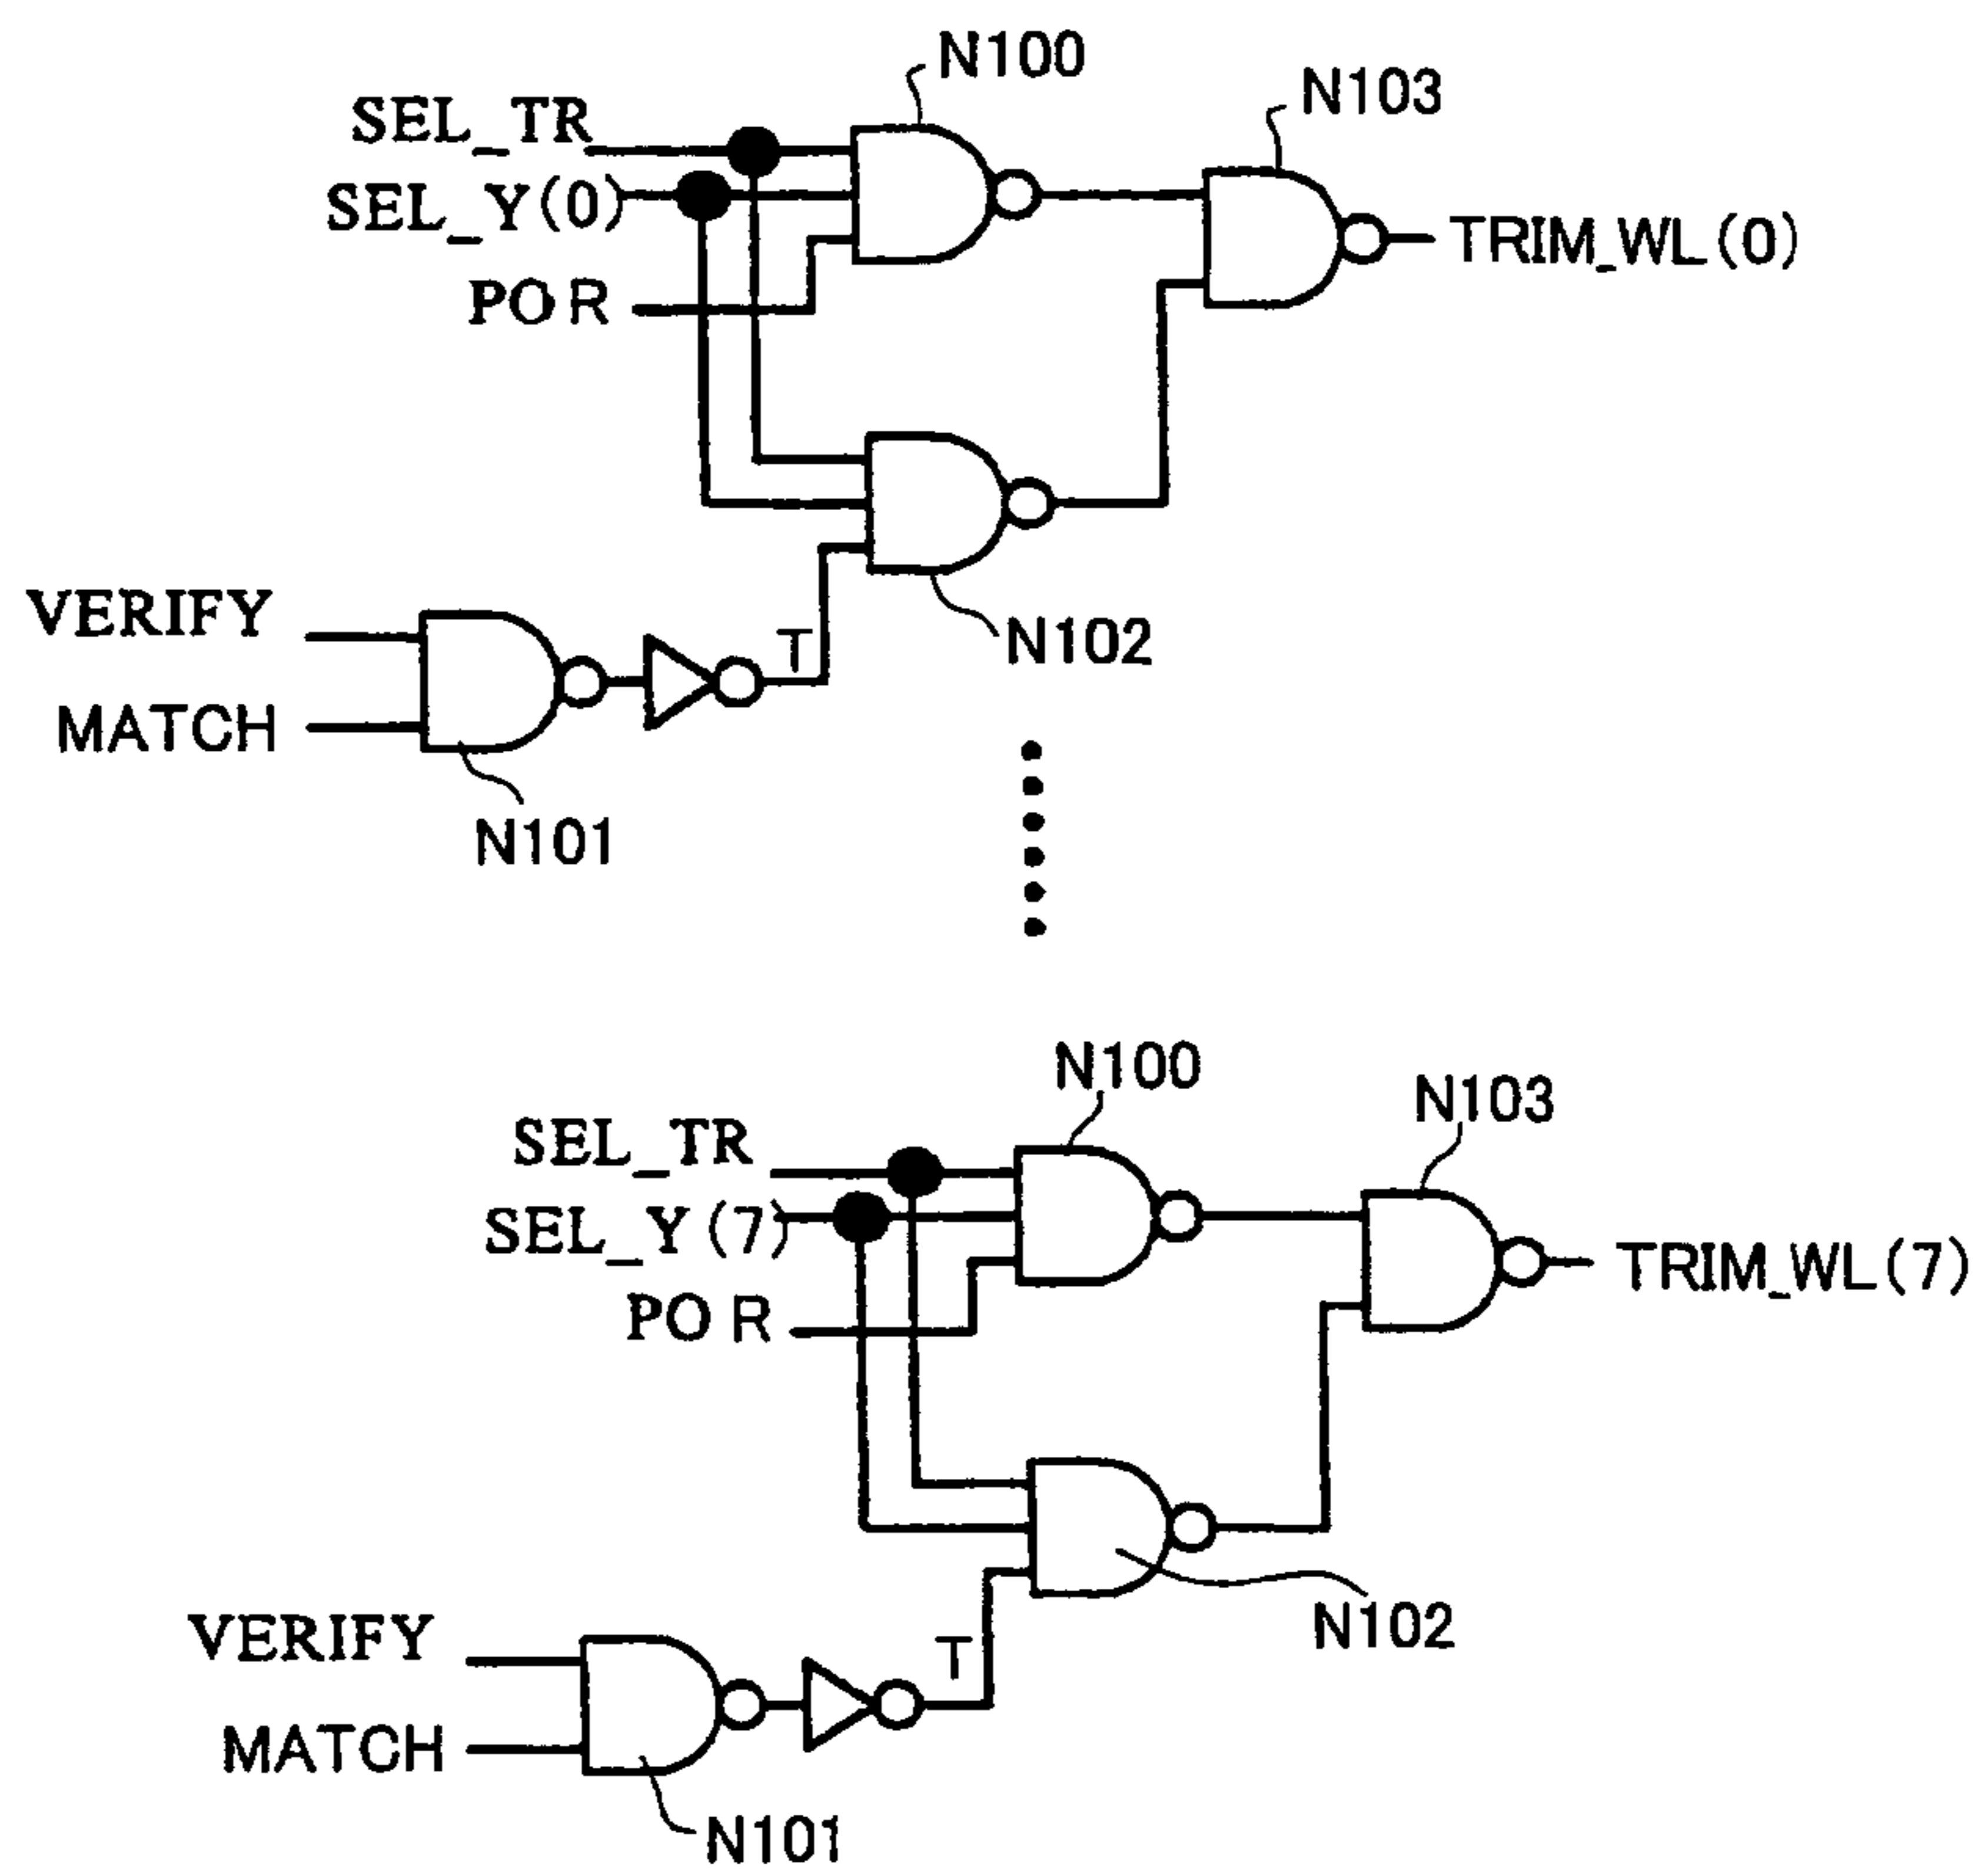 N100
N103
SEL_TR
SEL_Y(0)
TRIM_WL(0)
POR
VERIFY
T
N102
MATCH
N101
N100
N103
SEL_TR
SEL_Y(7)
TRIM_WL(7)
POR
VERIFY
T
N102
MATCH
N101